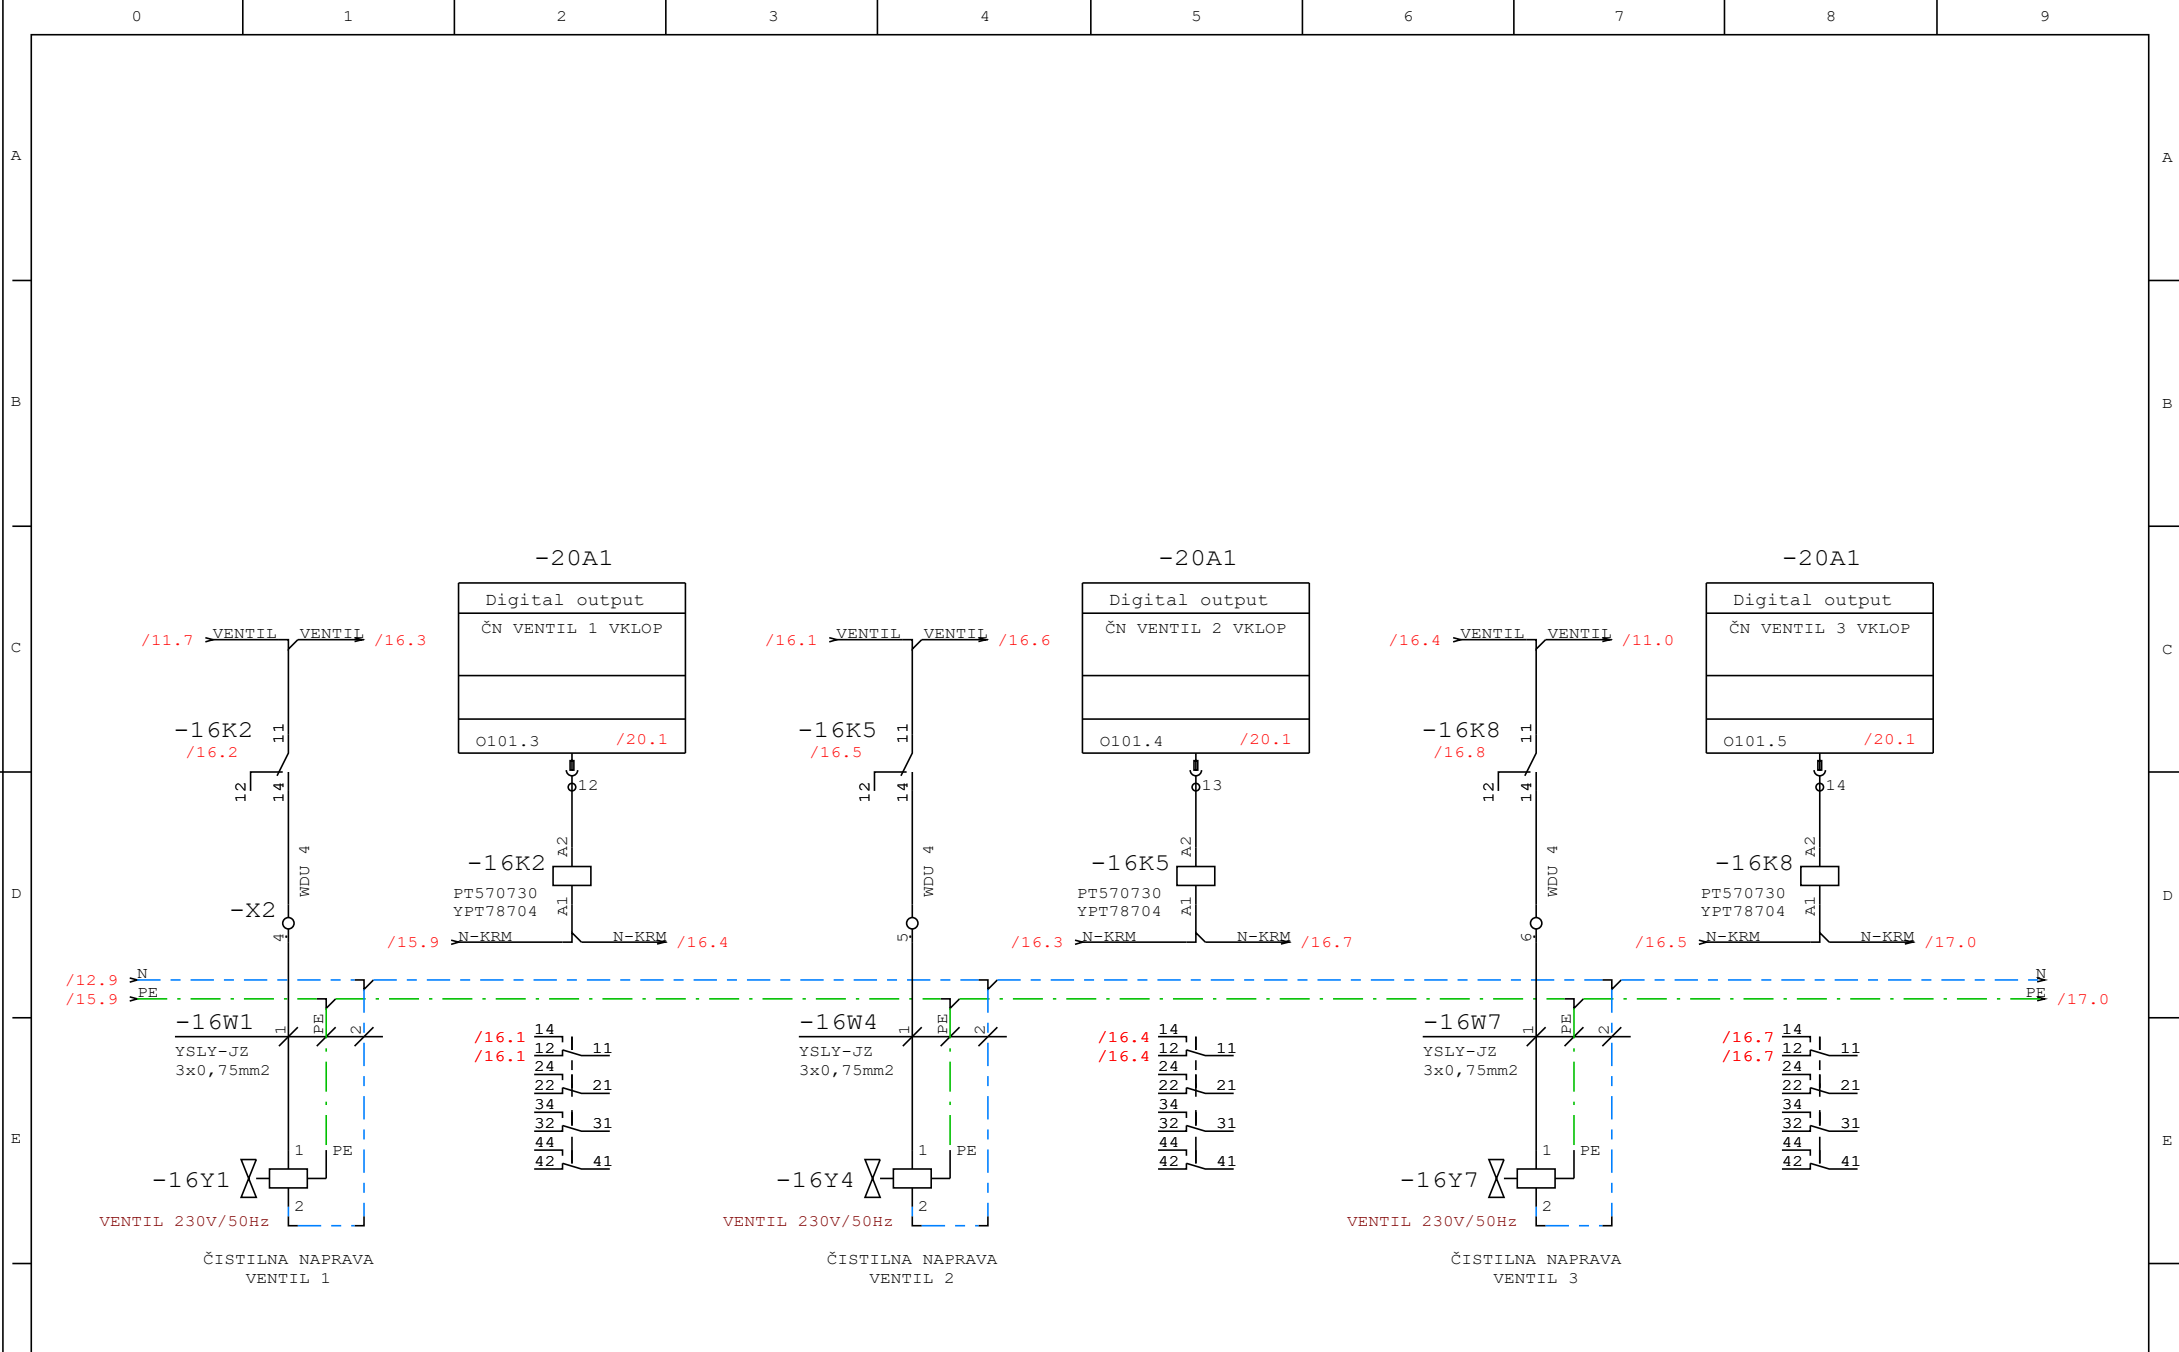 0 1 2 3 4 5 6 7 8 9
A A
B B
-20A1 -20A1 -20A1
Digital output Digital output Digital output
ČN VENTIL 1 VKLOP ČN VENTIL 2 VKLOP ČN VENTIL 3 VKLOP
/11.7 VENTIL VENTIL /16.3 /16.1 VENTIL VENTIL /16.6 /16.4 VENTIL VENTIL /11.0
C C
-16K2 11 -16K5 11 -16K8 11
O101.3 /20.1 O101.4 /20.1 O101.5 /20.1
/16.2 /16.5 /16.8
12 14 12 12 14 13 12 14 14
A2 A2 A2
WDU 4 -16K2 WDU 4 -16K5 WDU 4 -16K8
D PT570730 PT570730 PT570730 D
YPT78704 A1 YPT78704 A1 YPT78704 A1
-X2
4 5 6
/15.9 N-KRM N-KRM /16.4 /16.3 N-KRM N-KRM /16.7 /16.5 N-KRM N-KRM /17.0
/12.9 N N
/15.9 PE PE /17.0
-16W1 1 PE 2 -16W4 1 PE 2 -16W7 1 PE 2
YSLY-JZ YSLY-JZ YSLY-JZ
3x0,75mm2 3x0,75mm2 3x0,75mm2
/16.1 14 /16.4 14 /16.7 14
/16.1 12 11 /16.4 12 11 /16.7 12 11
24 24 24
22 21 22 21 22 21
34 34 34
32 31 32 31 32 31
E 44 44 44 E
42 41 42 41 42 41
1 PE 1 PE 1 PE
-16Y1 -16Y4 -16Y7
2 2 2
VENTIL 230V/50Hz VENTIL 230V/50Hz VENTIL 230V/50Hz
ČISTILNA NAPRAVA ČISTILNA NAPRAVA ČISTILNA NAPRAVA
VENTIL 1 VENTIL 2 VENTIL 3